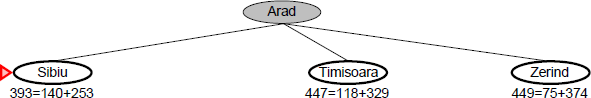 Arad
Sibiu Timisoara Zerind
393=140+253 447=118+329 449=75+374